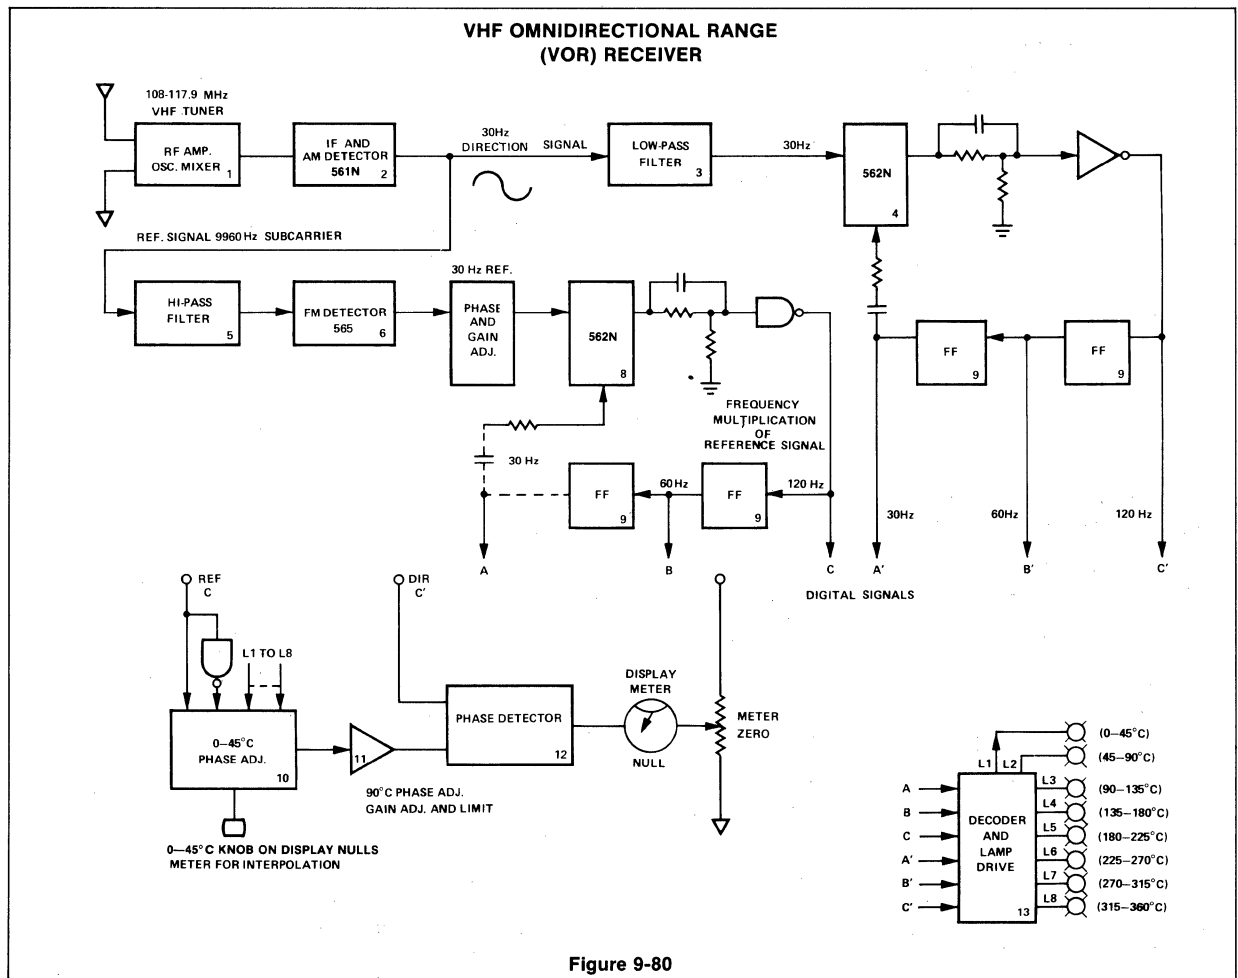 VHF OMNIDIRECTIONAL RANGE
(VOR) RECEIVER
108-117.9 MHz
VHF TUNER
RF AMP.
OSC. MIXER
1
IF AND
AM DETECTOR
561N
2
30Hz
DIRECTION SIGNAL
LOW-PASS
FILTER
3
30Hz
562N
4
REF. SIGNAL 9960 Hz SUBCARRIER
HI-PASS
FILTER
5
FM DETECTOR
565
6
30 Hz REF.
PHASE
AND
GAIN
ADJ.
562N
8
FF
9
FF
9
FREQUENCY
MULTIPLICATION
OF
REFERENCE SIGNAL
30 Hz
FF
9
60Hz
FF
9
120 Hz
30Hz
60Hz
120 Hz
A
B
C
A'
B'
C'
DIGITAL SIGNALS
REF
C
DIR
C'
L1 TO L8
0–45°C
PHASE ADJ.
10
11
90°C PHASE ADJ.
GAIN ADJ. AND LIMIT
PHASE DETECTOR
12
DISPLAY
METER
NULL
METER
ZERO
0–45°C KNOB ON DISPLAY NULLS
METER FOR INTERPOLATION
A
B
C
A'
B'
C'
DECODER
AND
LAMP
DRIVE
13
L1
L2
L3
L4
L5
L6
L7
L8
(0–45°C)
(45–90°C)
(90–135°C)
(135–180°C)
(180–225°C)
(225–270°C)
(270–315°C)
(315–360°C)
Figure 9-80